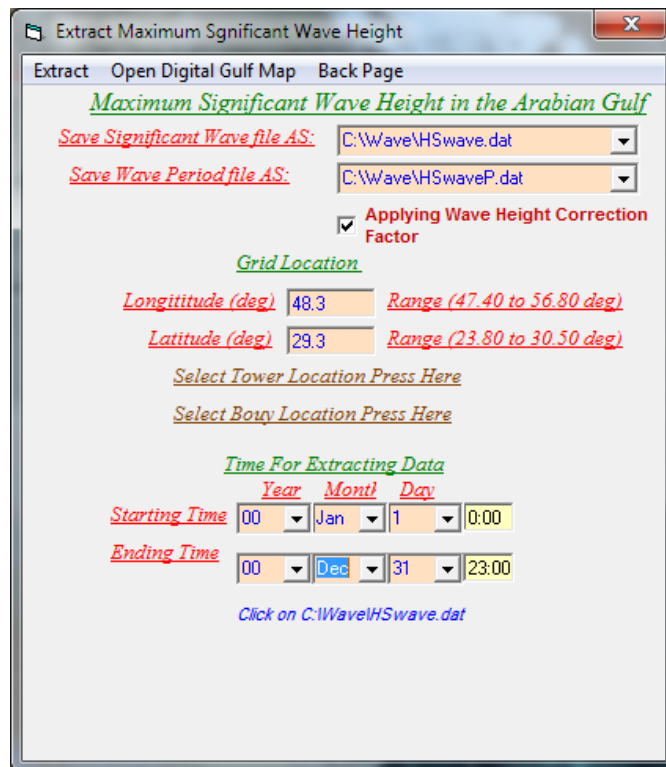 Extract Maximum Sgnificant Wave Height
Extract Open Digital Gulf Map Back Page
Maximum Significant Wave Height in the Arabian Gulf
Save Significant Wave file AS: C:\Wave\HSwave.dat
Save Wave Period file AS: C:\Wave\HSwaveP.dat
Applying Wave Height Correction
Factor
Grid Location
Longititude (deg) 48.3 Range (47.40 to 56.80 deg)
Latitude (deg) 29.3 Range (23.80 to 30.50 deg)
Select Tower Location Press Here
Select Bouy Location Press Here
Time For Extracting Data
Year Month Day
Starting Time 00 Jan 1 0:00
Ending Time 00 Dec 31 23:00
Click on C:\Wave\HSwave.dat